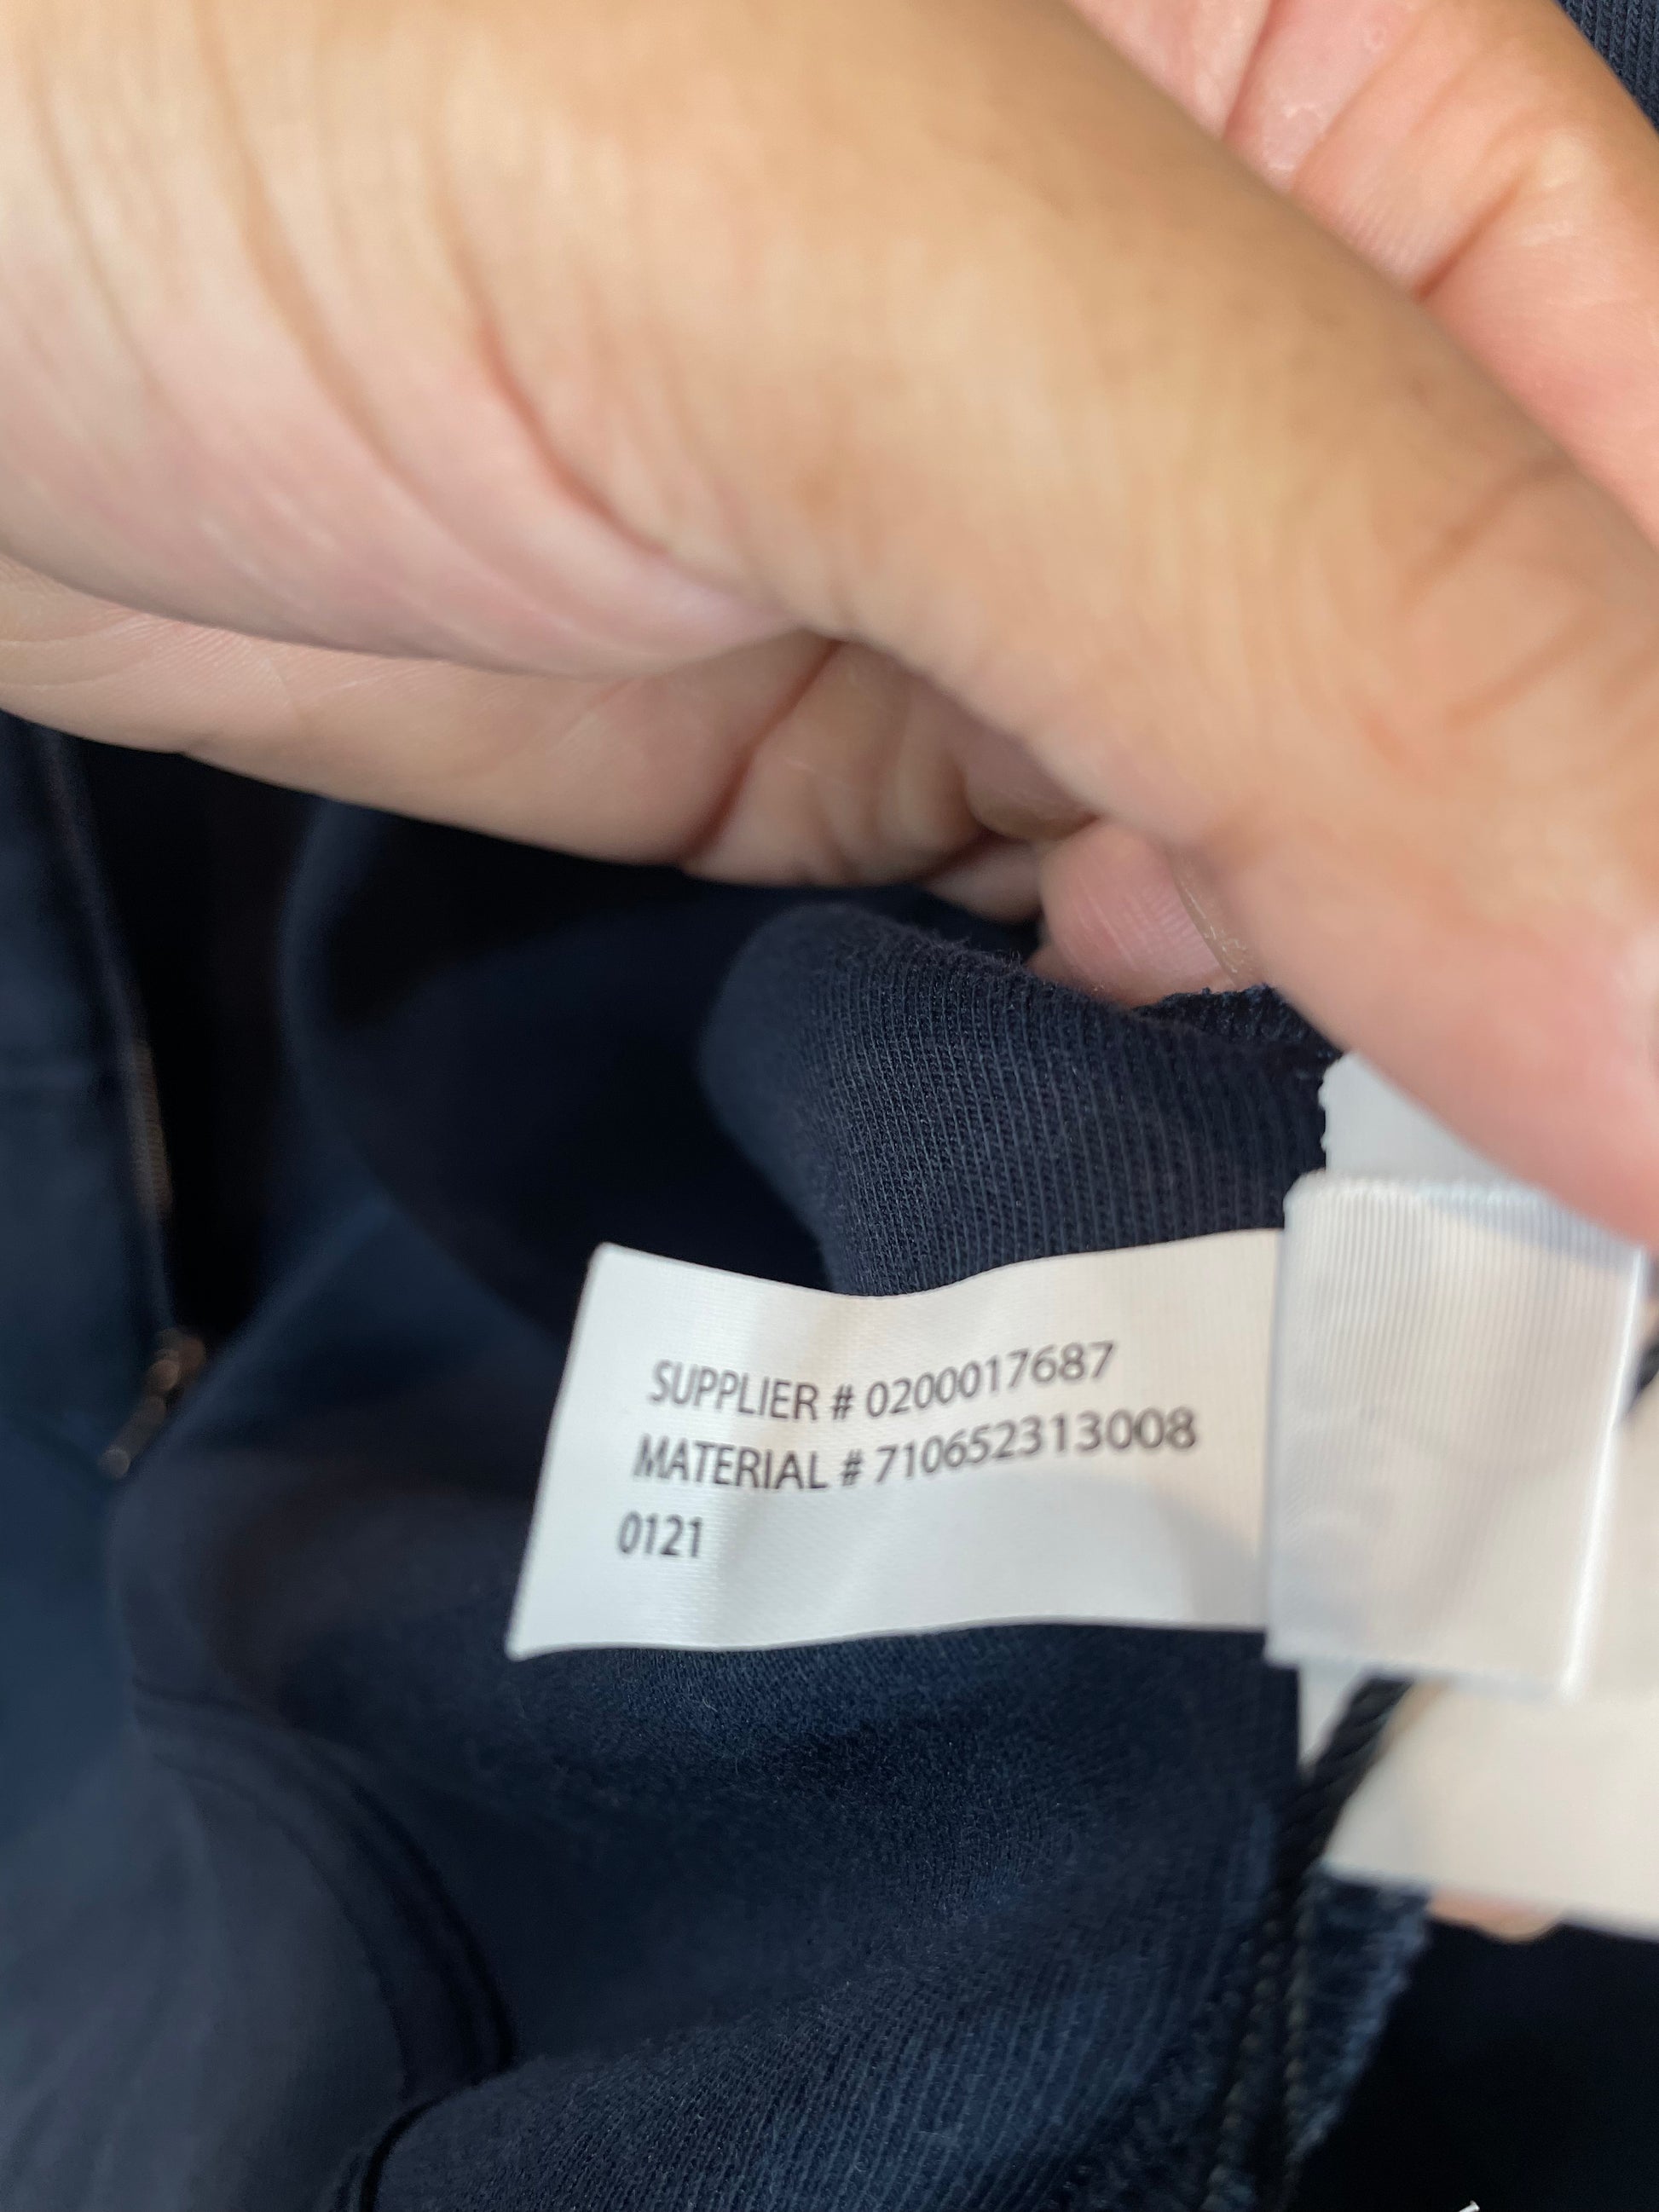 SUPPLIER # 0200017687
MATERIAL # 710652313008
0121